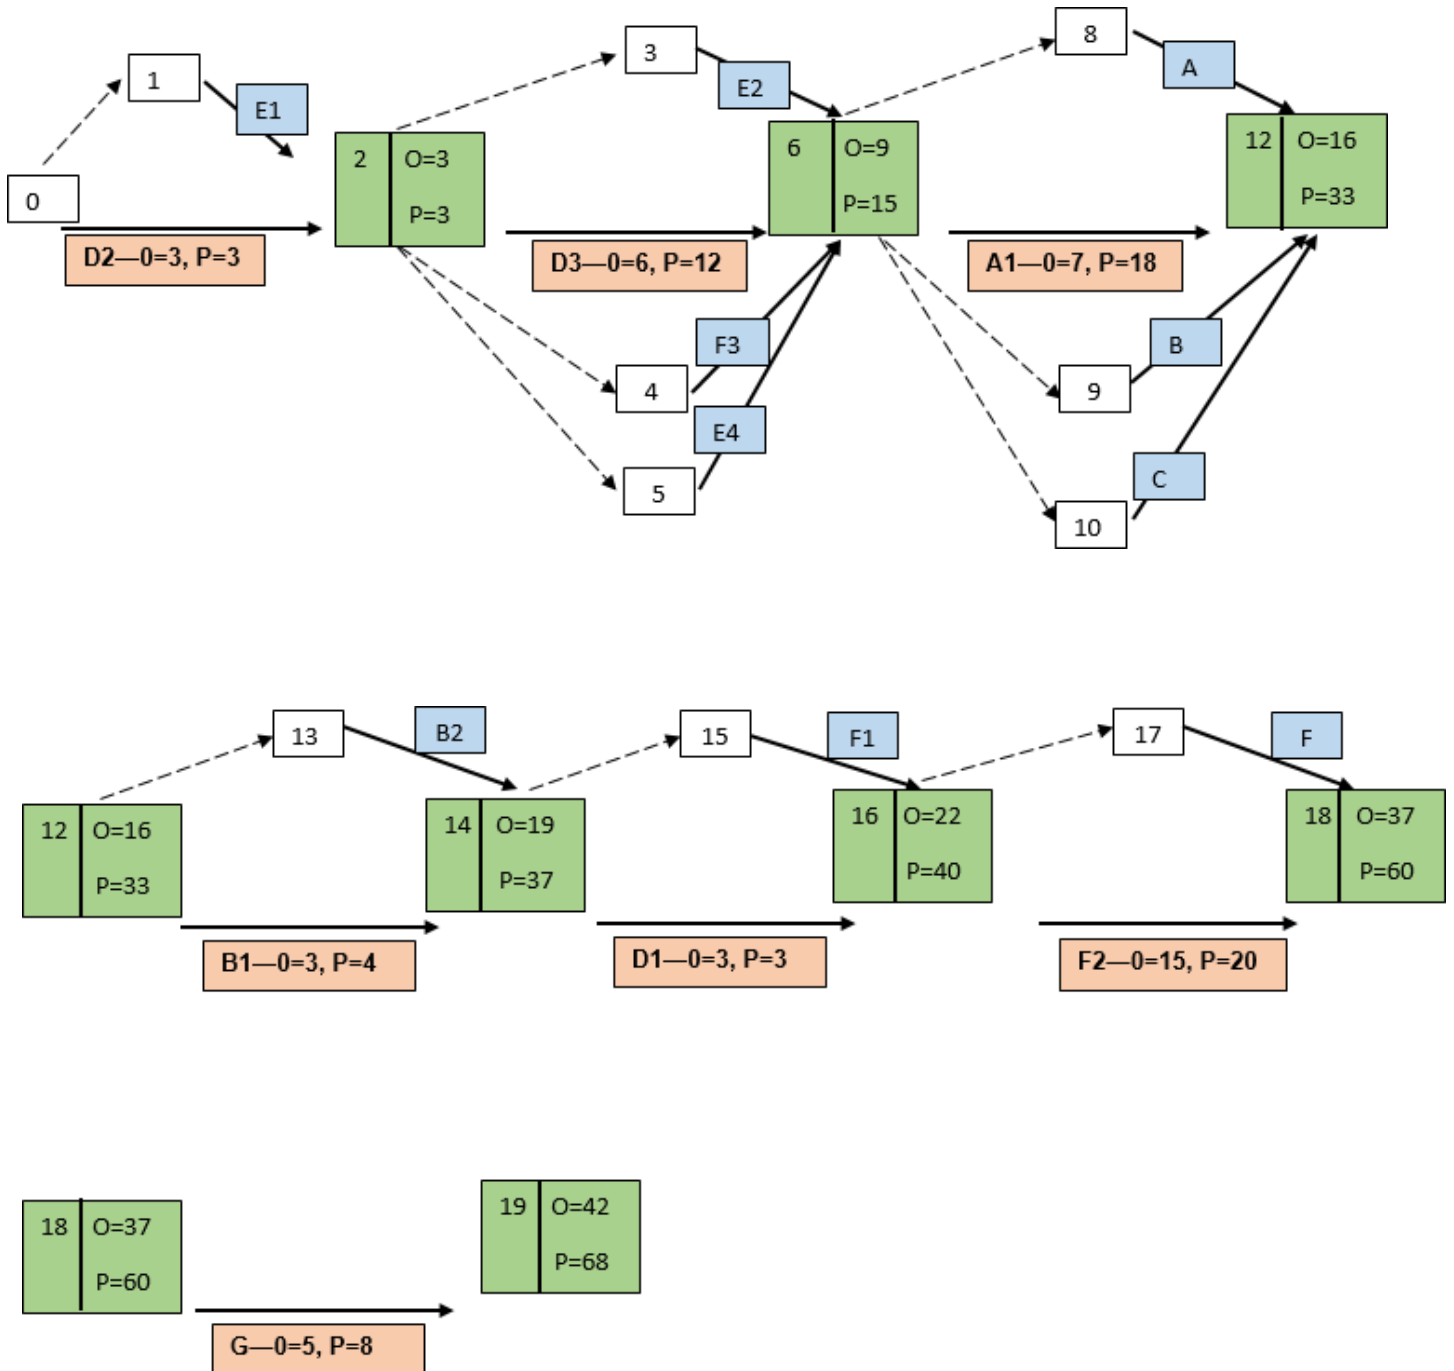 0
1
E1
D2—0=3, P=3
2
O=3
P=3
3
E2
D3—0=6, P=12
F3
4
E4
5
6
O=9
P=15
8
A
A1—0=7, P=18
B
9
C
10
12
O=16
P=33
12
O=16
P=33
13
B2
B1—0=3, P=4
14
O=19
P=37
15
F1
D1—0=3, P=3
16
O=22
P=40
17
F
F2—0=15, P=20
18
O=37
P=60
18
O=37
P=60
G—0=5, P=8
19
O=42
P=68